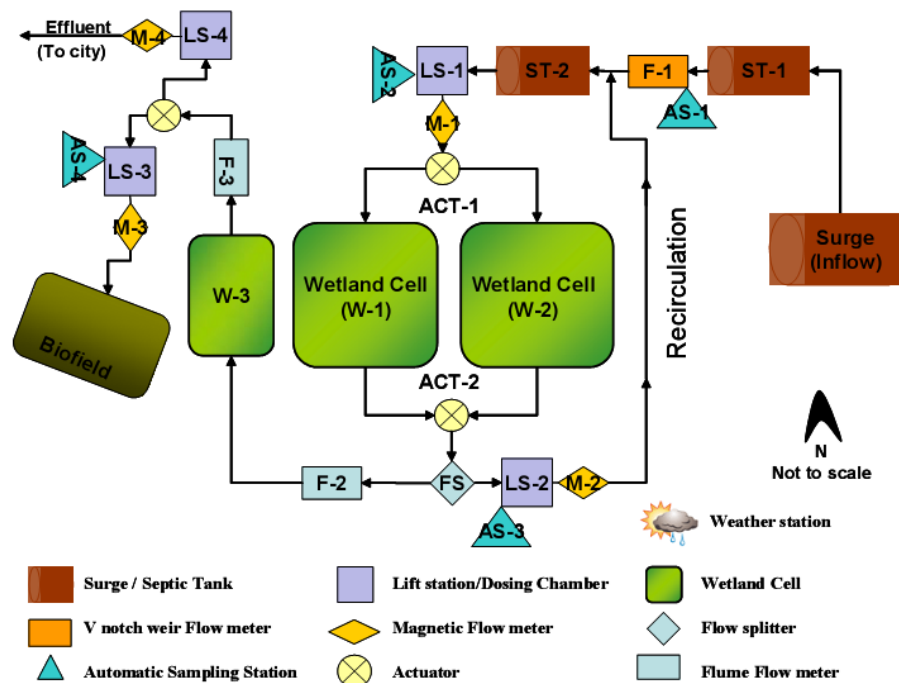 Effluent
(To city)
M-4
LS-4
AS-2
LS-1
ST-2
F-1
ST-1
AS-1
M-1
AS-4
LS-3
F-3
ACT-1
M-3
Surge
(Inflow)
W-3
Wetland Cell
(W-1)
Wetland Cell
(W-2)
Recirculation
Biofield
ACT-2
N
Not to scale
F-2
FS
LS-2
M-2
AS-3
Weather station
Surge / Septic Tank
Lift station/Dosing Chamber
Wetland Cell
V notch weir Flow meter
Magnetic Flow meter
Flow splitter
Automatic Sampling Station
Actuator
Flume Flow meter